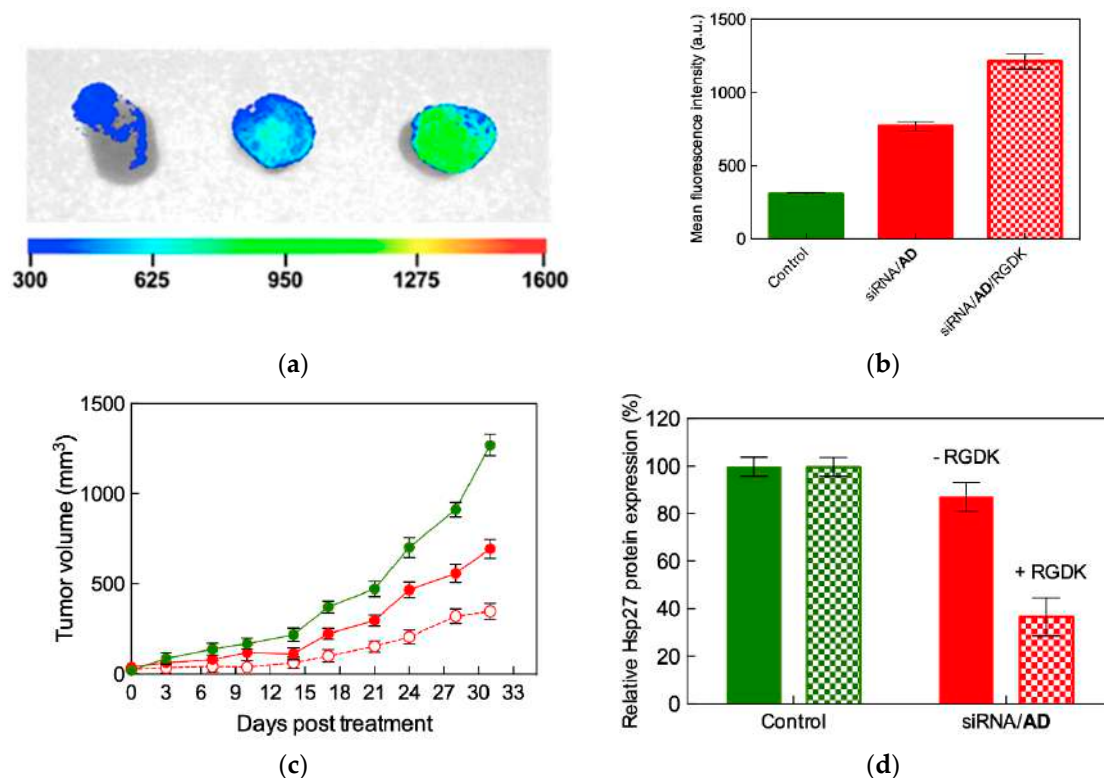 300 625 950 1275 1600
(a)
Mean fluorescence intensity (a.u.)
1500
1000
500
0
Control
siRNA/AD
siRNA/AD/RGDK
(b)
Tumor volume (mm³)
1500
1000
500
0
0 3 6 9 12 15 18 21 24 27 30 33
Days post treatment
(c)
Relative Hsp27 protein expression (%)
120
100
80
60
40
20
0
- RGDK
+ RGDK
Control siRNA/AD
(d)